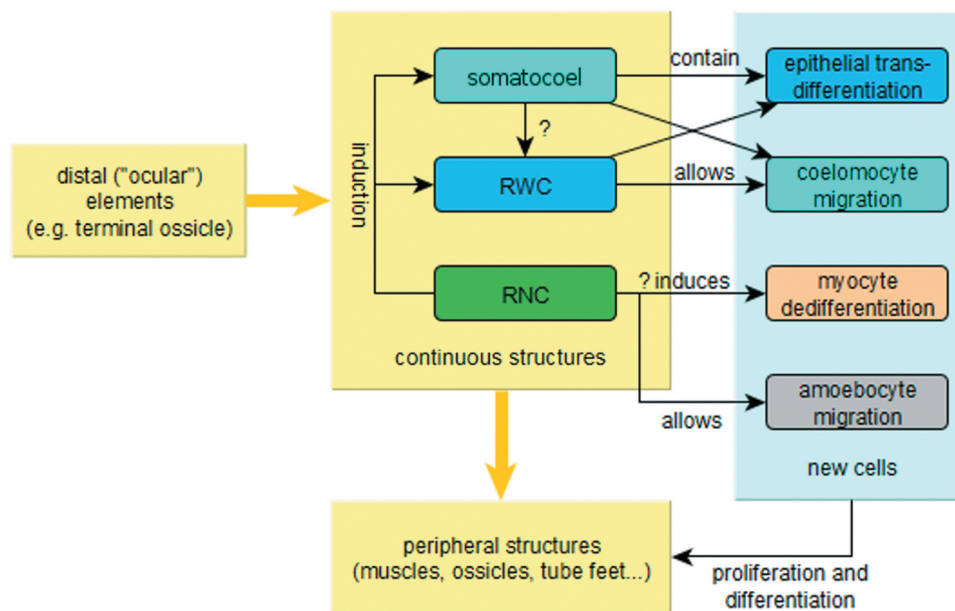 distal ("ocular")
elements
(e.g. terminal ossicle)
induction
somatocoel
?
RWC
RNC
continuous structures
contain
allows
? induces
allows
epithelial trans-
differentiation
coelomocyte
migration
myocyte
dedifferentiation
amoebocyte
migration
new cells
peripheral structures
(muscles, ossicles, tube feet...)
proliferation and
differentiation